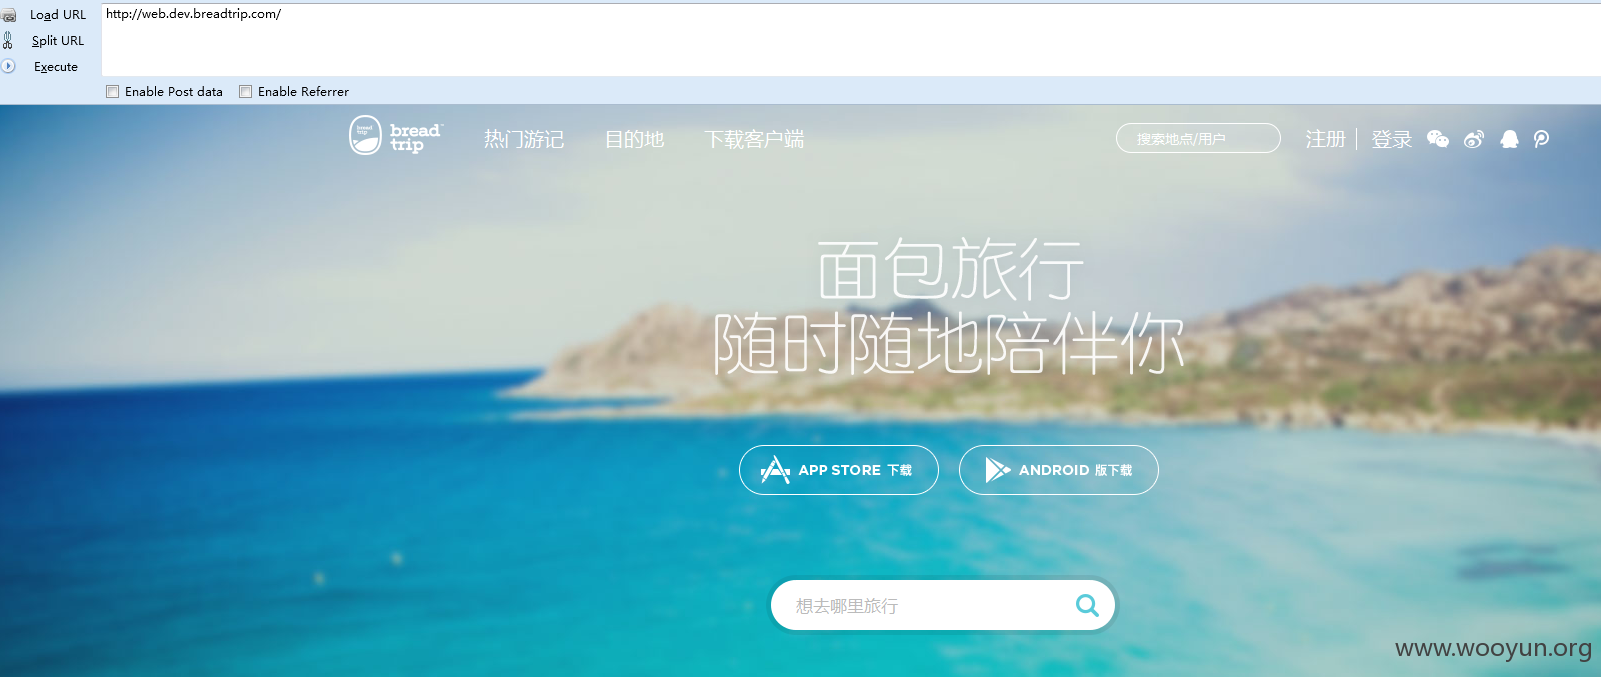 Load URL
http://web.dev.breadtrip.com/
Split URL
Execute
Enable Post data
Enable Referrer
bread trip
bread
trip
热门游记
目的地
下载客户端
搜索地点/用户
注册
登录
面包旅行
随时随地陪伴你
APP STORE 下载
ANDROID 版下载
想去哪里旅行
www.wooyun.org